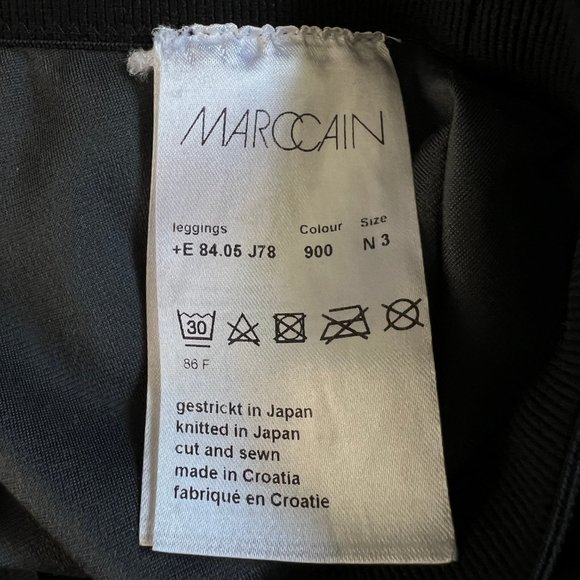 MARCCAIN
leggings Colour Size
+E 84.05 J78 900 N 3
30
86 F
gestrickt in Japan
knitted in Japan
cut and sewn
made in Croatia
fabriqué en Croatie